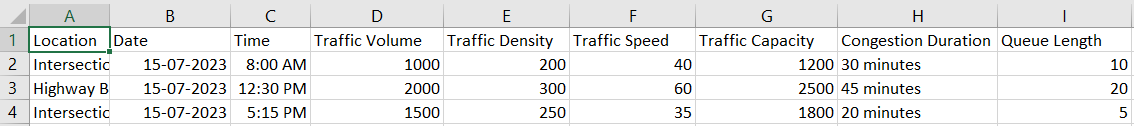 A B C D E F G H I
1 Location Date Time Traffic Volume Traffic Density Traffic Speed Traffic Capacity Congestion Duration Queue Length
2 Intersectic 15-07-2023 8:00 AM 1000 200 40 1200 30 minutes 10
3 Highway B 15-07-2023 12:30 PM 2000 300 60 2500 45 minutes 20
4 Intersectic 15-07-2023 5:15 PM 1500 250 35 1800 20 minutes 5